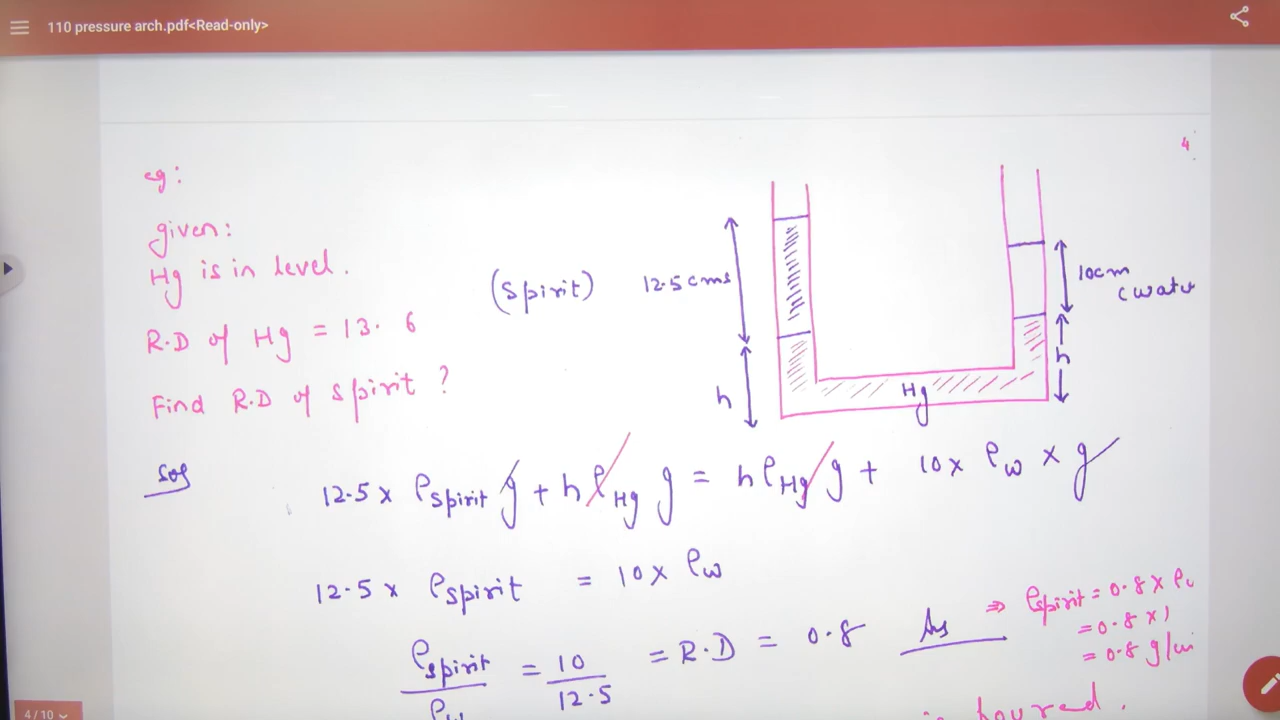 110 pressure arch.pdf<Read-only>
4
eg:
given:
Hg is in level.
R.D of Hg = 13.6
Find R.D of spirit ?
(spirit) 12.5 cms
10cm
h
h
Hg
Sol
12.5 × ρspirit g + h ρHg g = h ρHg g + 10 × ρw × g
12.5 × ρspirit = 10 × ρw
ρspirit/ρw = 10/12.5 = R.D = 0.8 Ans
⇒ ρspirit = 0.8 × ρ
= 0.8 × 1
= 0.8 g/
poured.
4 / 10